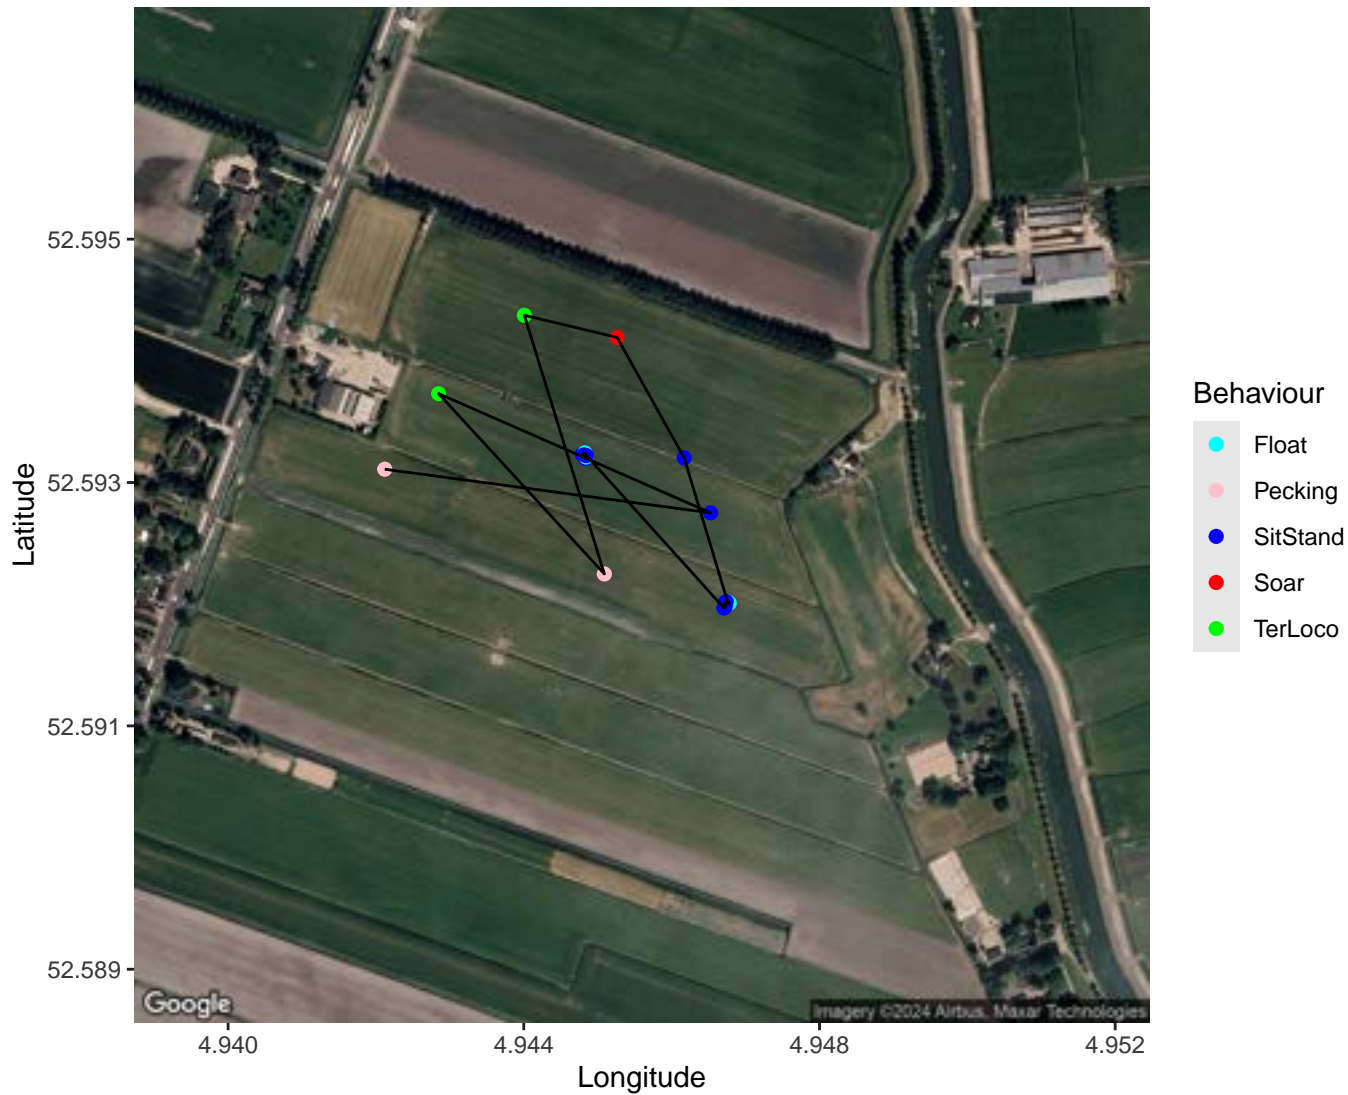 52.595
52.593
52.591
52.589
Latitude
4.940
4.944
4.948
4.952
Longitude
Google
Imagery ©2024 Airbus, Maxar Technologies
Behaviour
Float
Pecking
SitStand
Soar
TerLoco